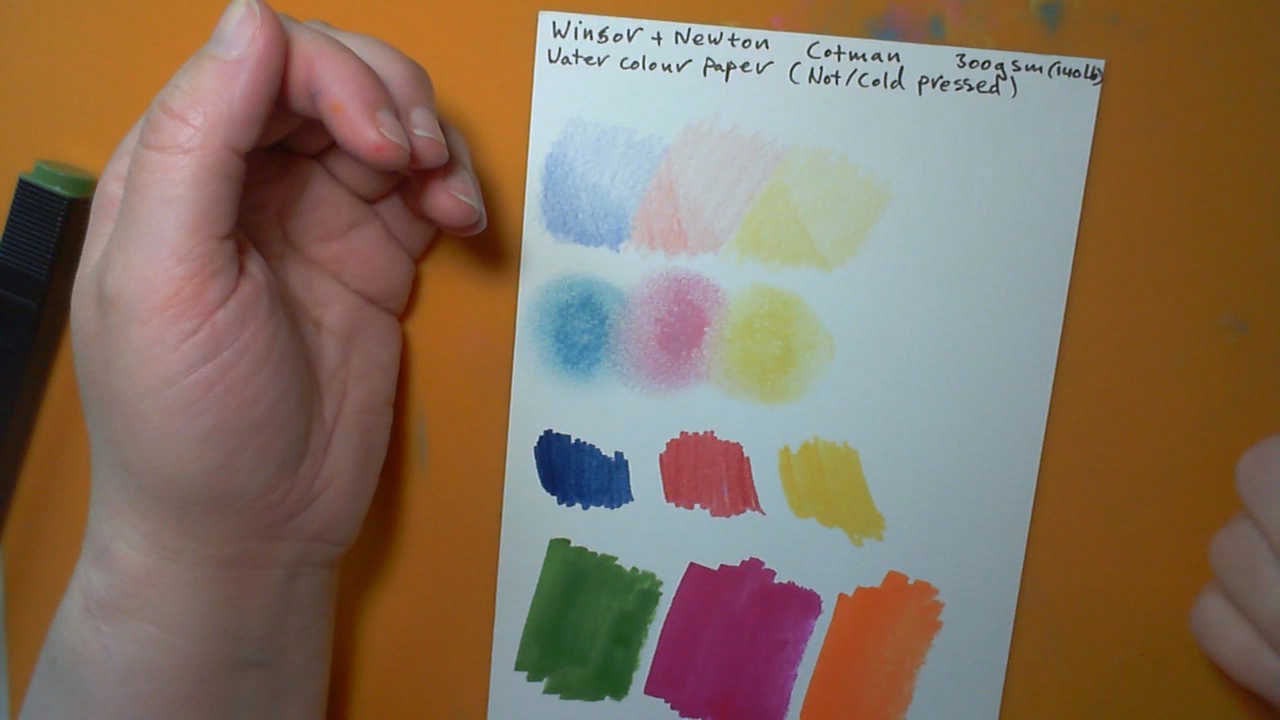 Winsor + Newton Cotman 300gsm (140lb)
Water colour paper (Not/Cold pressed)